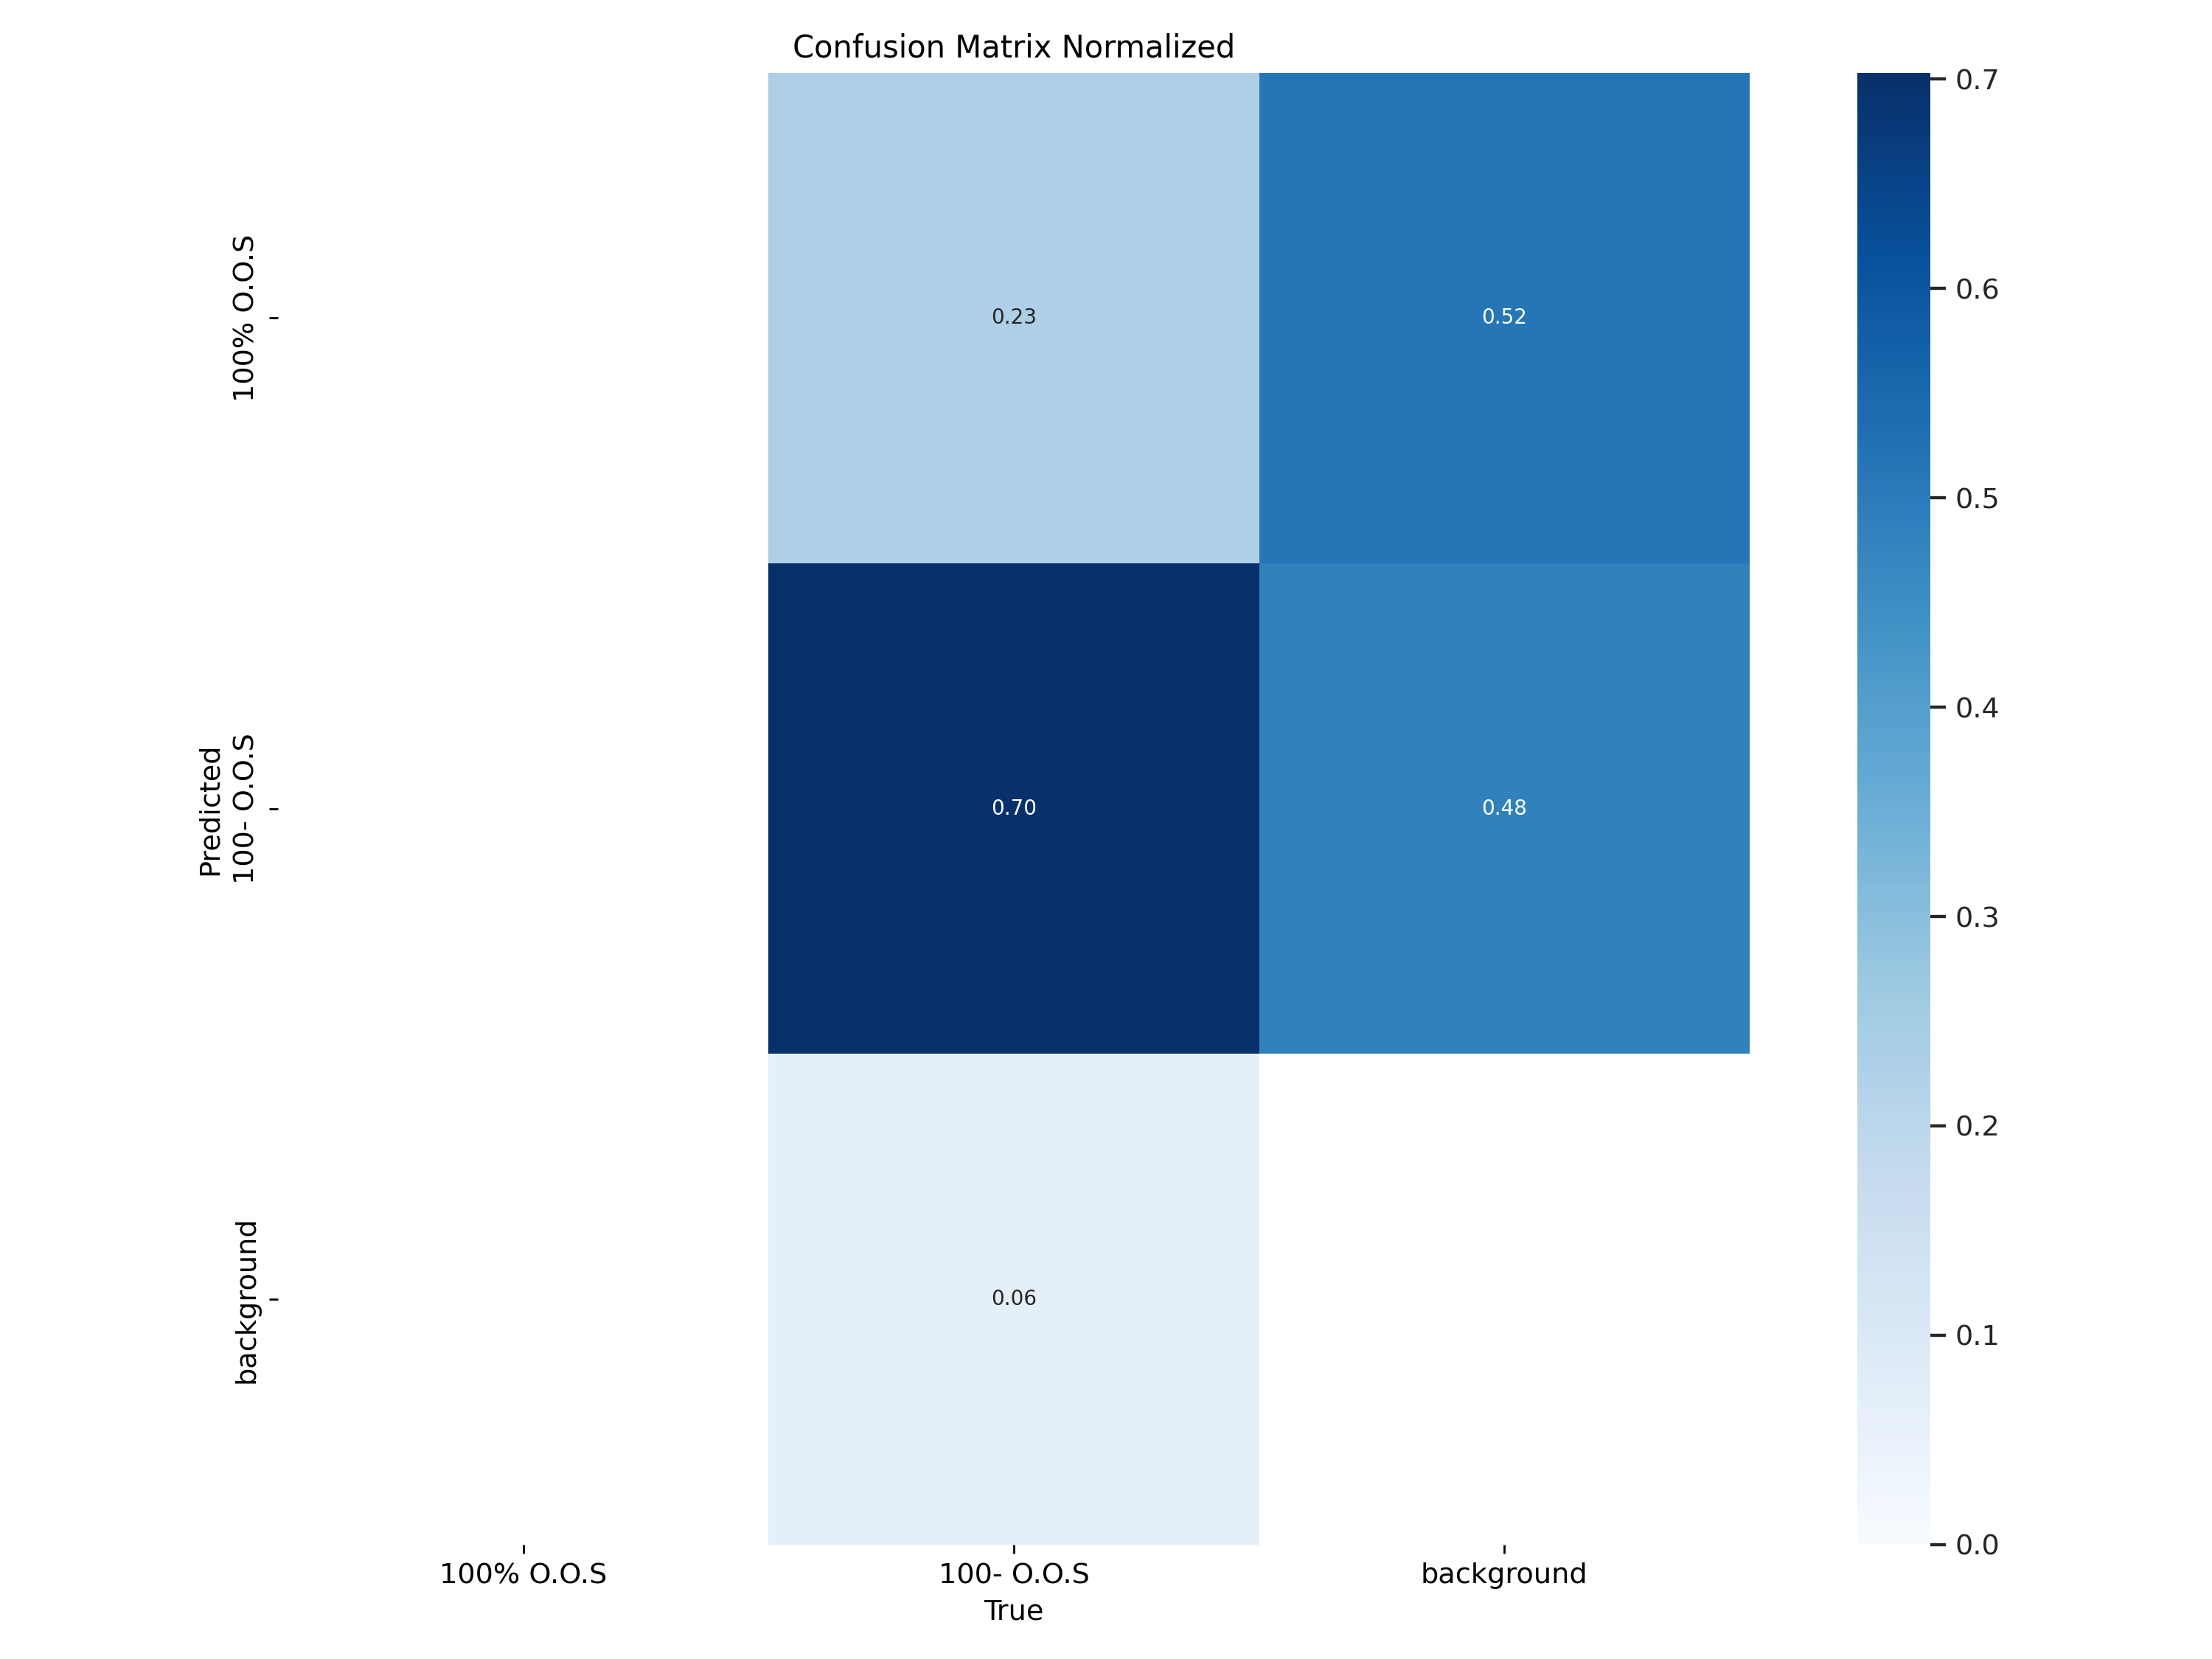 Confusion Matrix Normalized
100% O.O.S
0.23
0.52
Predicted
100- O.O.S
0.70
0.48
background
0.06
100% O.O.S
100- O.O.S
background
True
0.7
0.6
0.5
0.4
0.3
0.2
0.1
0.0